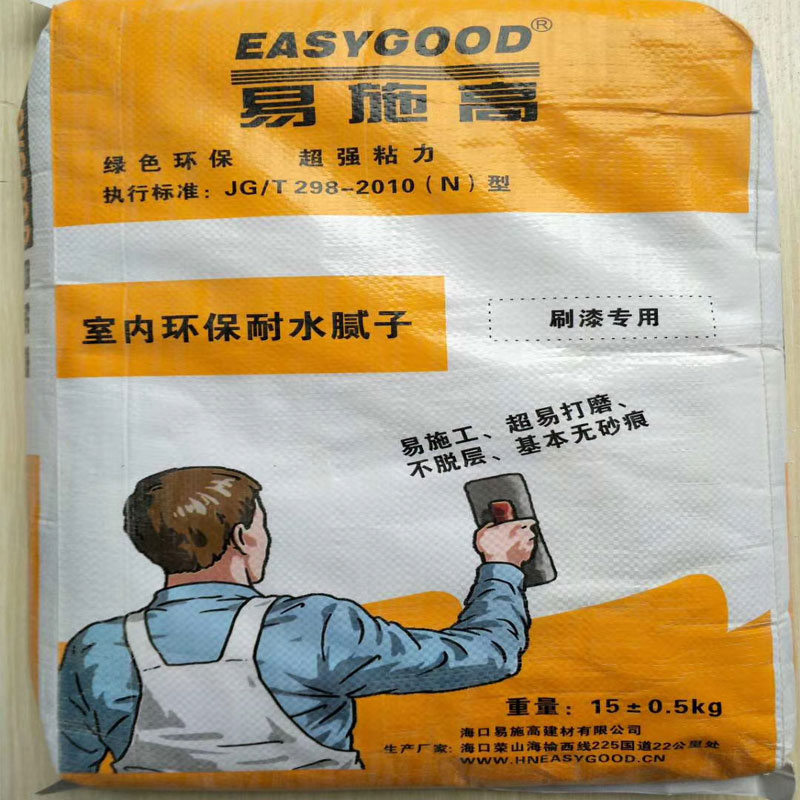 EASYGOOD®
易施高
绿色环保 超强粘力
执行标准：JG/T 298-2010（N）型
室内环保耐水腻子
刷漆专用
易施工、超易打磨、
不脱层、基本无砂痕
重量：15±0.5kg
海口易施高建材有限公司
生产厂家：海口荣山海榆西线225国道22公里处
WWW.HNEASYGOOD.CN